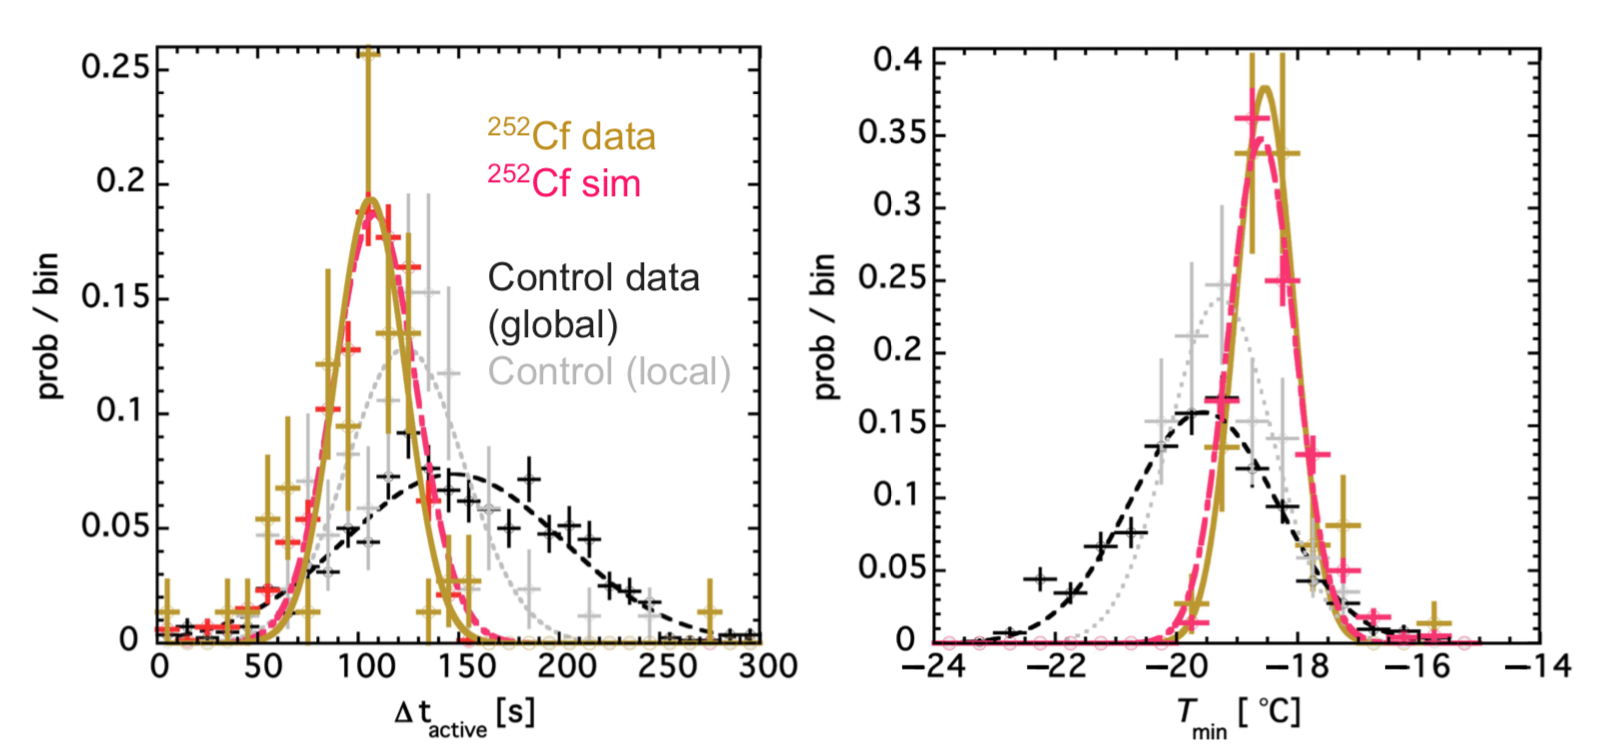 0.25
0.2
0.15
0.1
0.05
0
prob / bin
0 50 100 150 200 250 300
Δt_active [s]
²⁵²Cf data
²⁵²Cf sim
Control data
(global)
Control (local)
0.4
0.35
0.3
0.25
0.2
0.15
0.1
0.05
0
prob / bin
−24 −22 −20 −18 −16 −14
T_min [ °C]